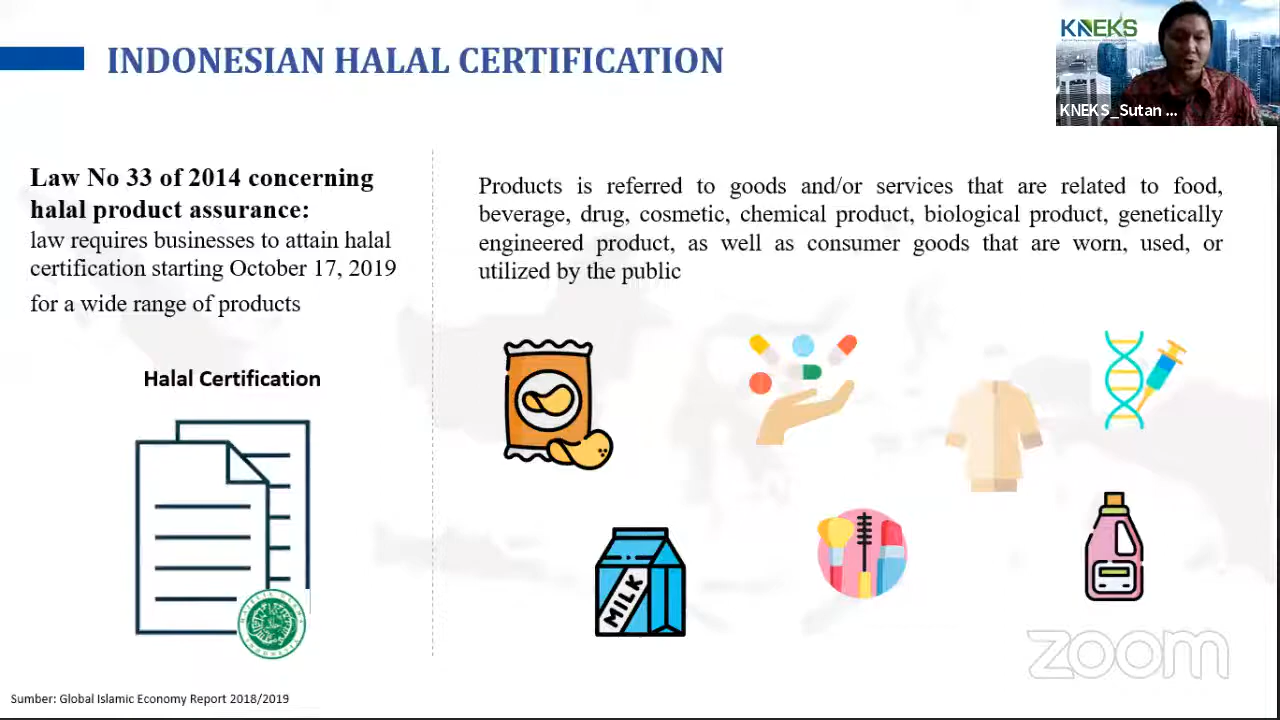 INDONESIAN HALAL CERTIFICATION
KNEKS
KNEKS_Sutan ...
Law No 33 of 2014 concerning
halal product assurance:
law requires businesses to attain halal
certification starting October 17, 2019
for a wide range of products
Halal Certification
Products is referred to goods and/or services that are related to food,
beverage, drug, cosmetic, chemical product, biological product, genetically
engineered product, as well as consumer goods that are worn, used, or
utilized by the public
MILK
zoom
Sumber: Global Islamic Economy Report 2018/2019